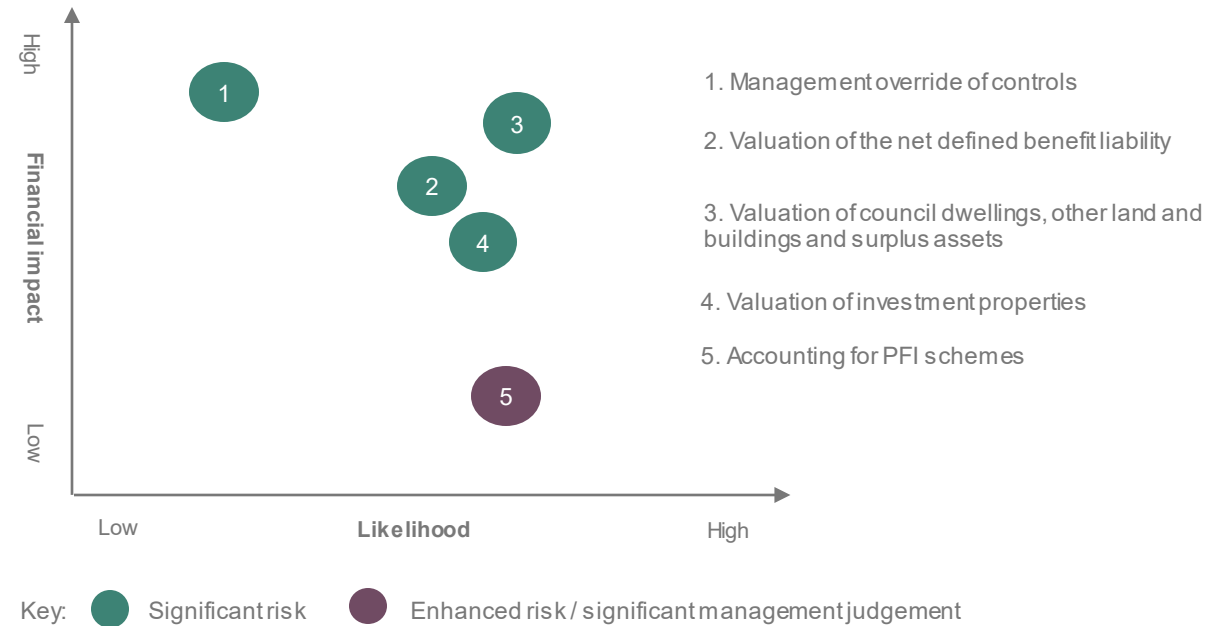 High
Financial impact
Low
1
3
2
4
5
1. Management override of controls
2. Valuation of the net defined benefit liability
3. Valuation of council dwellings, other land and
buildings and surplus assets
4. Valuation of investment properties
5. Accounting for PFI schemes
Low
Likelihood
High
Key:
Significant risk
Enhanced risk / significant management judgement